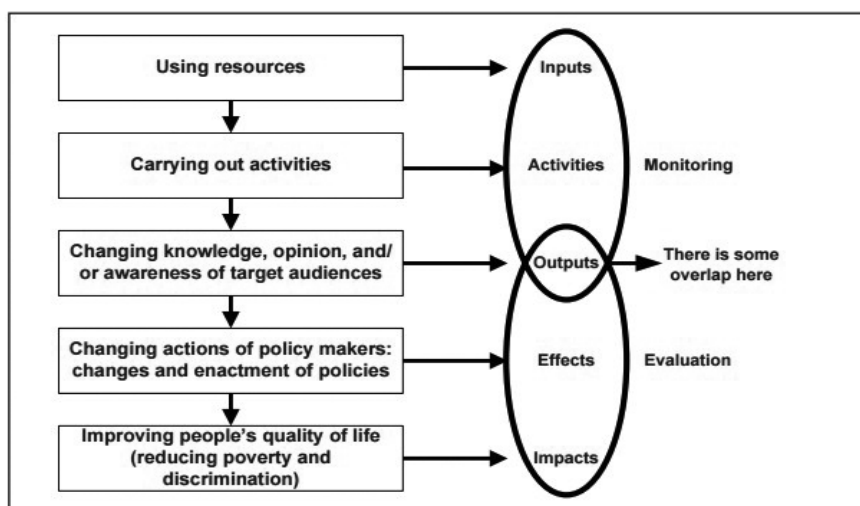 Using resources
Inputs
Carrying out activities
Activities
Monitoring
Changing knowledge, opinion, and/
or awareness of target audiences
Outputs
There is some
overlap here
Changing actions of policy makers:
changes and enactment of policies
Effects
Evaluation
Improving people's quality of life
(reducing poverty and
discrimination)
Impacts